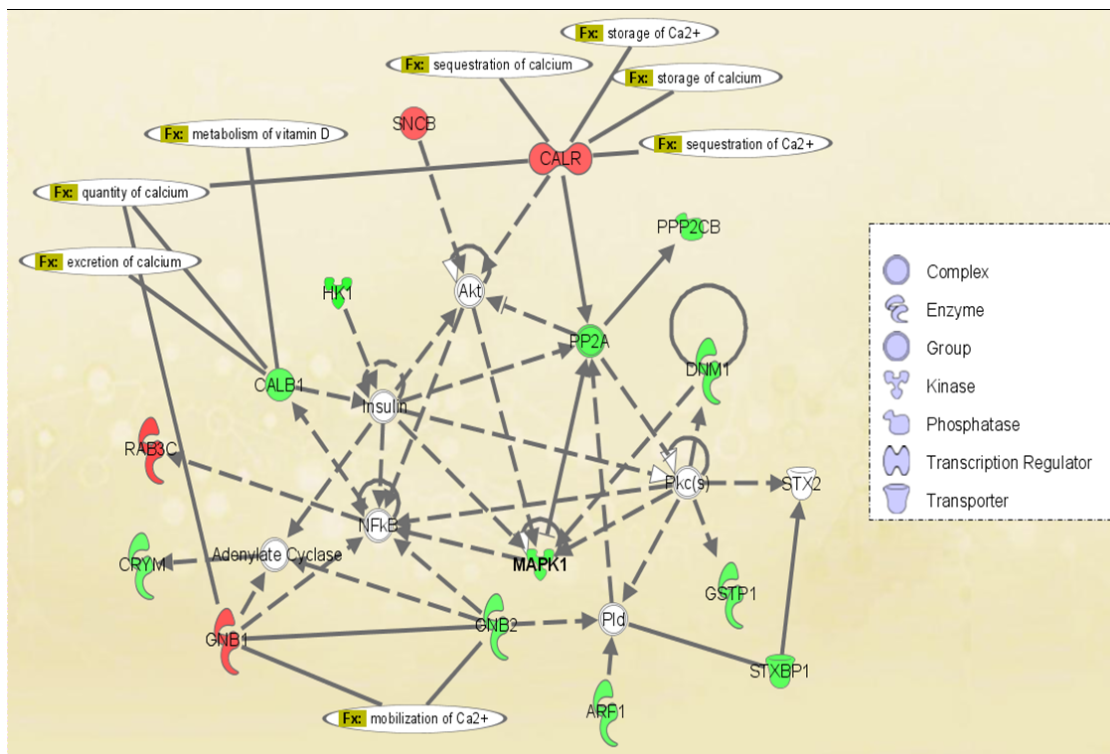 Fx: storage of Ca2+
Fx: sequestration of calcium
Fx: storage of calcium
SNCB
Fx: metabolism of vitamin D
Fx: sequestration of Ca2+
CALR
Fx: quantity of calcium
PPP2CB
Fx: excretion of calcium
Complex
Akt
HK1
Enzyme
PP2A
Group
DNM1
CALB1
Kinase
Insulin
Phosphatase
RAB3C
Transcription Regulator
Pkc(s)
STX2
Transporter
NFkB
Adenylate Cyclase
MAPK1
CRYM
GSTP1
Pld
GNB2
GNB1
STXBP1
ARF1
Fx: mobilization of Ca2+